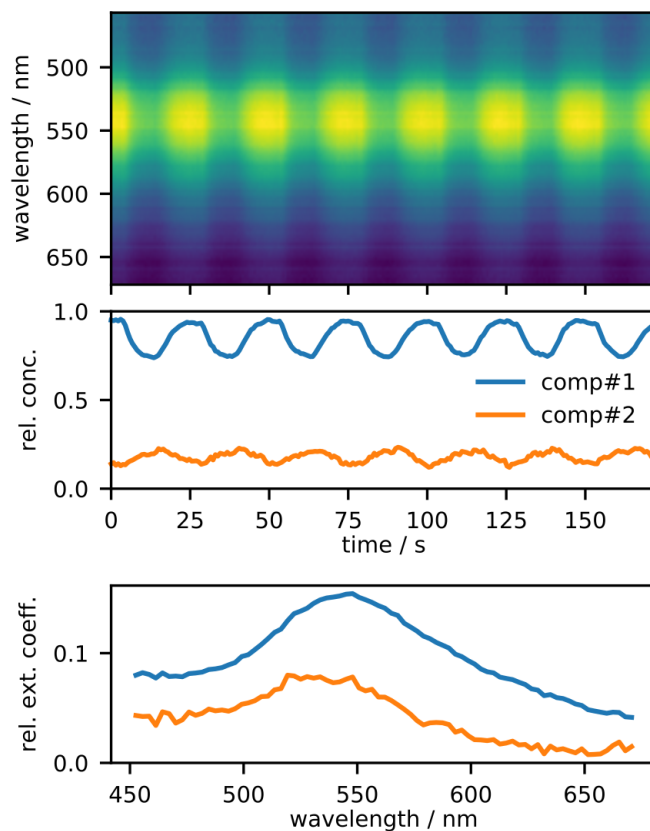 wavelength / nm
500
550
600
650
rel. conc.
1.0
0.5
0.0
comp#1
comp#2
0 25 50 75 100 125 150
time / s
rel. ext. coeff.
0.1
0.0
450 500 550 600 650
wavelength / nm